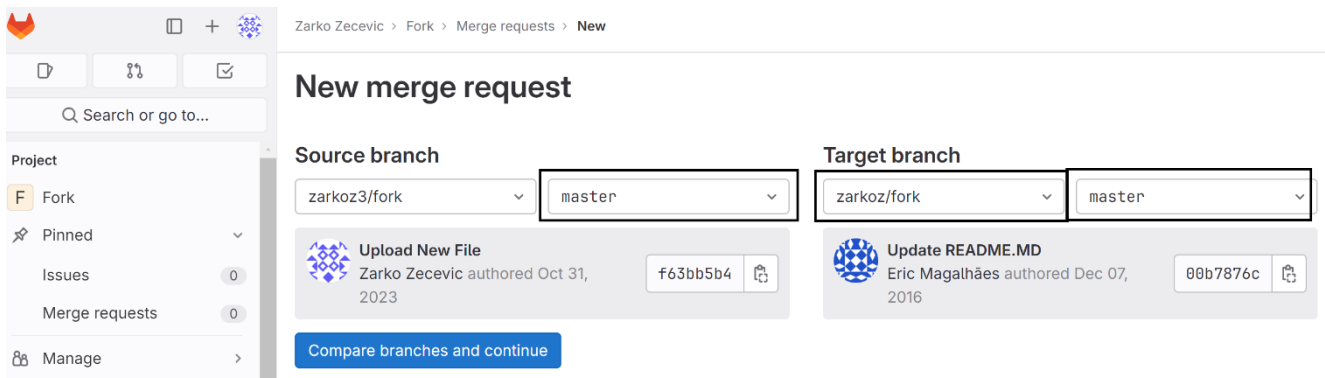 Zarko Zecevic > Fork > Merge requests > New
Search or go to...
Project
F Fork
Pinned
Issues 0
Merge requests 0
Manage
New merge request
Source branch
zarkoz3/fork master
Upload New File
Zarko Zecevic authored Oct 31,
2023
f63bb5b4
Target branch
zarkoz/fork master
Update README.MD
Eric Magalhães authored Dec 07,
2016
00b7876c
Compare branches and continue